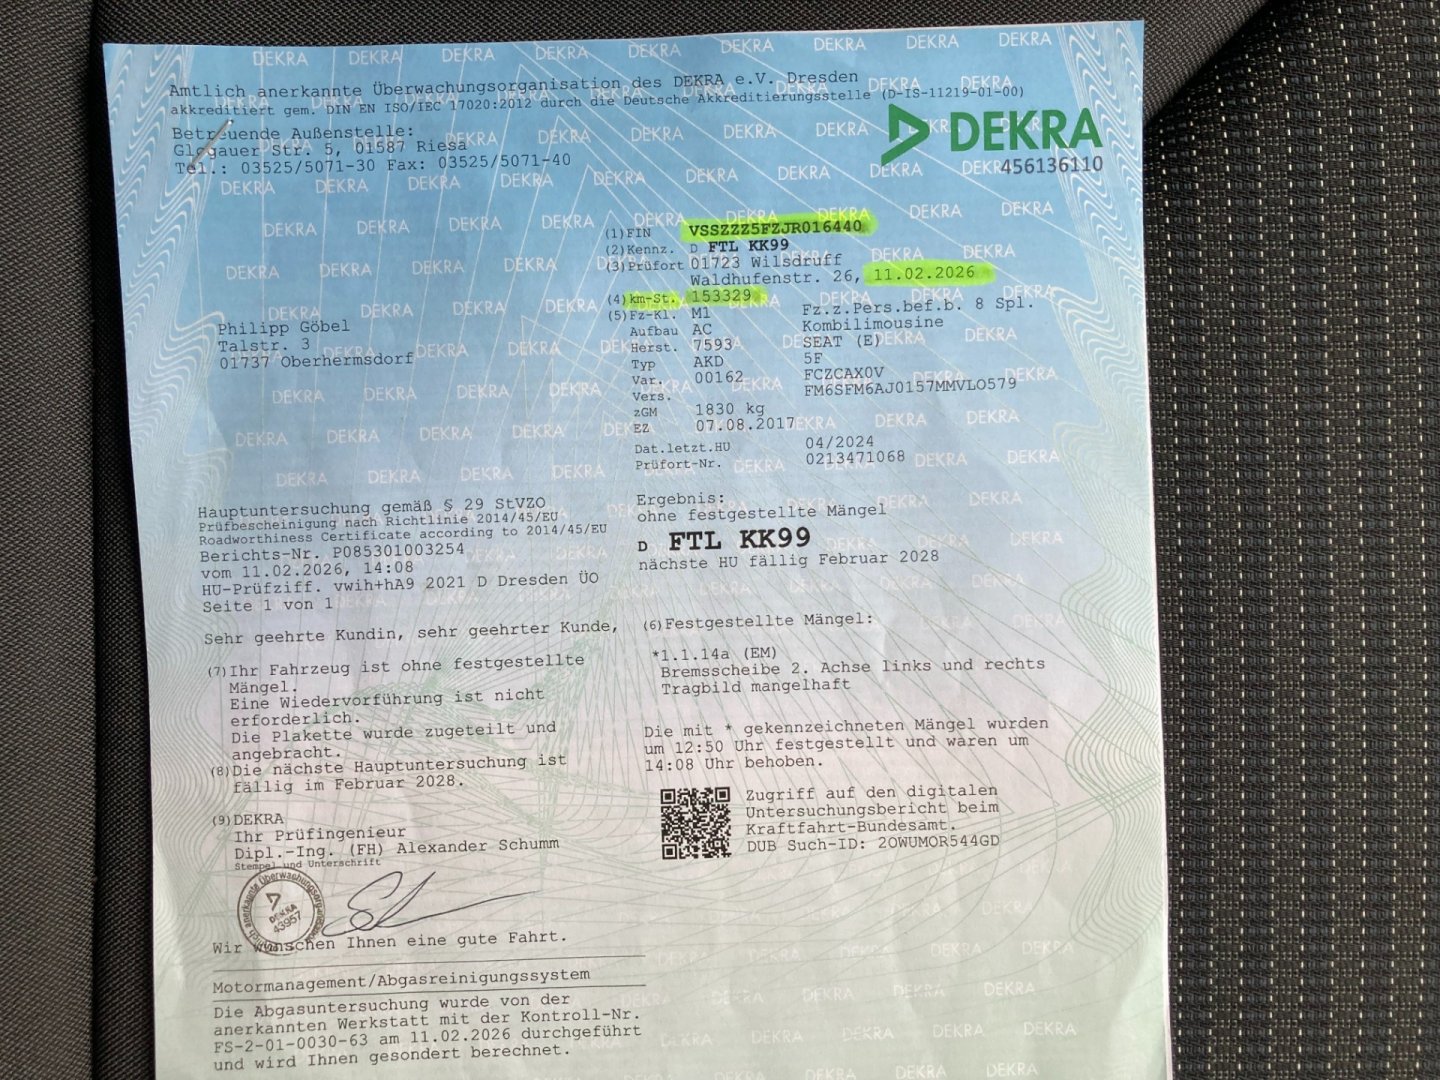 Amtlich anerkannte Überwachungsorganisation des DEKRA e.V. Dresden
akkreditiert gem. DIN EN ISO/IEC 17020:2012 durch die Deutsche Akkreditierungsstelle (D-IS-11219-01-00)
Betreuende Außenstelle:
Glogauer Str. 5, 01587 Riesa
Tel.: 03525/5071-30 Fax: 03525/5071-40
DEKRA
456136110
(1)FIN VSSZZZ5FZJR016440
(2)Kennz. D FTL KK99
(3)Prüfort 01723 Wilsdruff
Waldhufenstr. 26, 11.02.2026
(4)km-St. 153329
(5)Fz-Kl. M1 Fz.z.Pers.bef.b. 8 Spl.
Aufbau AC Kombilimousine
Herst. 7593 SEAT (E)
Typ AKD 5F
Var. 00162 FCZCAX0V
Vers. FM6SFM6AJ0157MMVLO579
zGM 1830 kg
EZ 07.08.2017
Dat.letzt.HU 04/2024
Prüfort-Nr. 0213471068
Philipp Göbel
Talstr. 3
01737 Oberhermsdorf
Hauptuntersuchung gemäß § 29 StVZO
Prüfbescheinigung nach Richtlinie 2014/45/EU
Roadworthiness Certificate according to 2014/45/EU
Berichts-Nr. P085301003254
vom 11.02.2026, 14:08
HU-Prüfziff. vwih+hA9 2021 D Dresden ÜO
Seite 1 von 1
Ergebnis:
ohne festgestellte Mängel
D FTL KK99
nächste HU fällig Februar 2028
Sehr geehrte Kundin, sehr geehrter Kunde,
(7)Ihr Fahrzeug ist ohne festgestellte
Mängel.
Eine Wiedervorführung ist nicht
erforderlich.
Die Plakette wurde zugeteilt und
angebracht.
(8)Die nächste Hauptuntersuchung ist
fällig im Februar 2028.
(9)DEKRA
Ihr Prüfingenieur
Dipl.-Ing. (FH) Alexander Schumm
Stempel und Unterschrift
DEKRA
43957
Wir wünschen Ihnen eine gute Fahrt.
(6)Festgestellte Mängel:
*1.1.14a (EM)
Bremsscheibe 2. Achse links und rechts
Tragbild mangelhaft
Die mit * gekennzeichneten Mängel wurden
um 12:50 Uhr festgestellt und waren um
14:08 Uhr behoben.
Zugriff auf den digitalen
Untersuchungsbericht beim
Kraftfahrt-Bundesamt.
DUB Such-ID: 2OWUMOR544GD
Motormanagement/Abgasreinigungssystem
Die Abgasuntersuchung wurde von der
anerkannten Werkstatt mit der Kontroll-Nr.
FS-2-01-0030-63 am 11.02.2026 durchgeführt
und wird Ihnen gesondert berechnet.